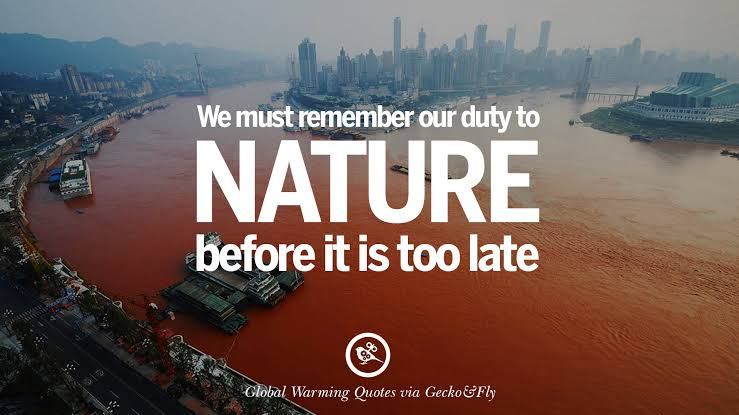 We must remember our duty to
NATURE
before it is too late
Global Warming Quotes via Gecko&Fly